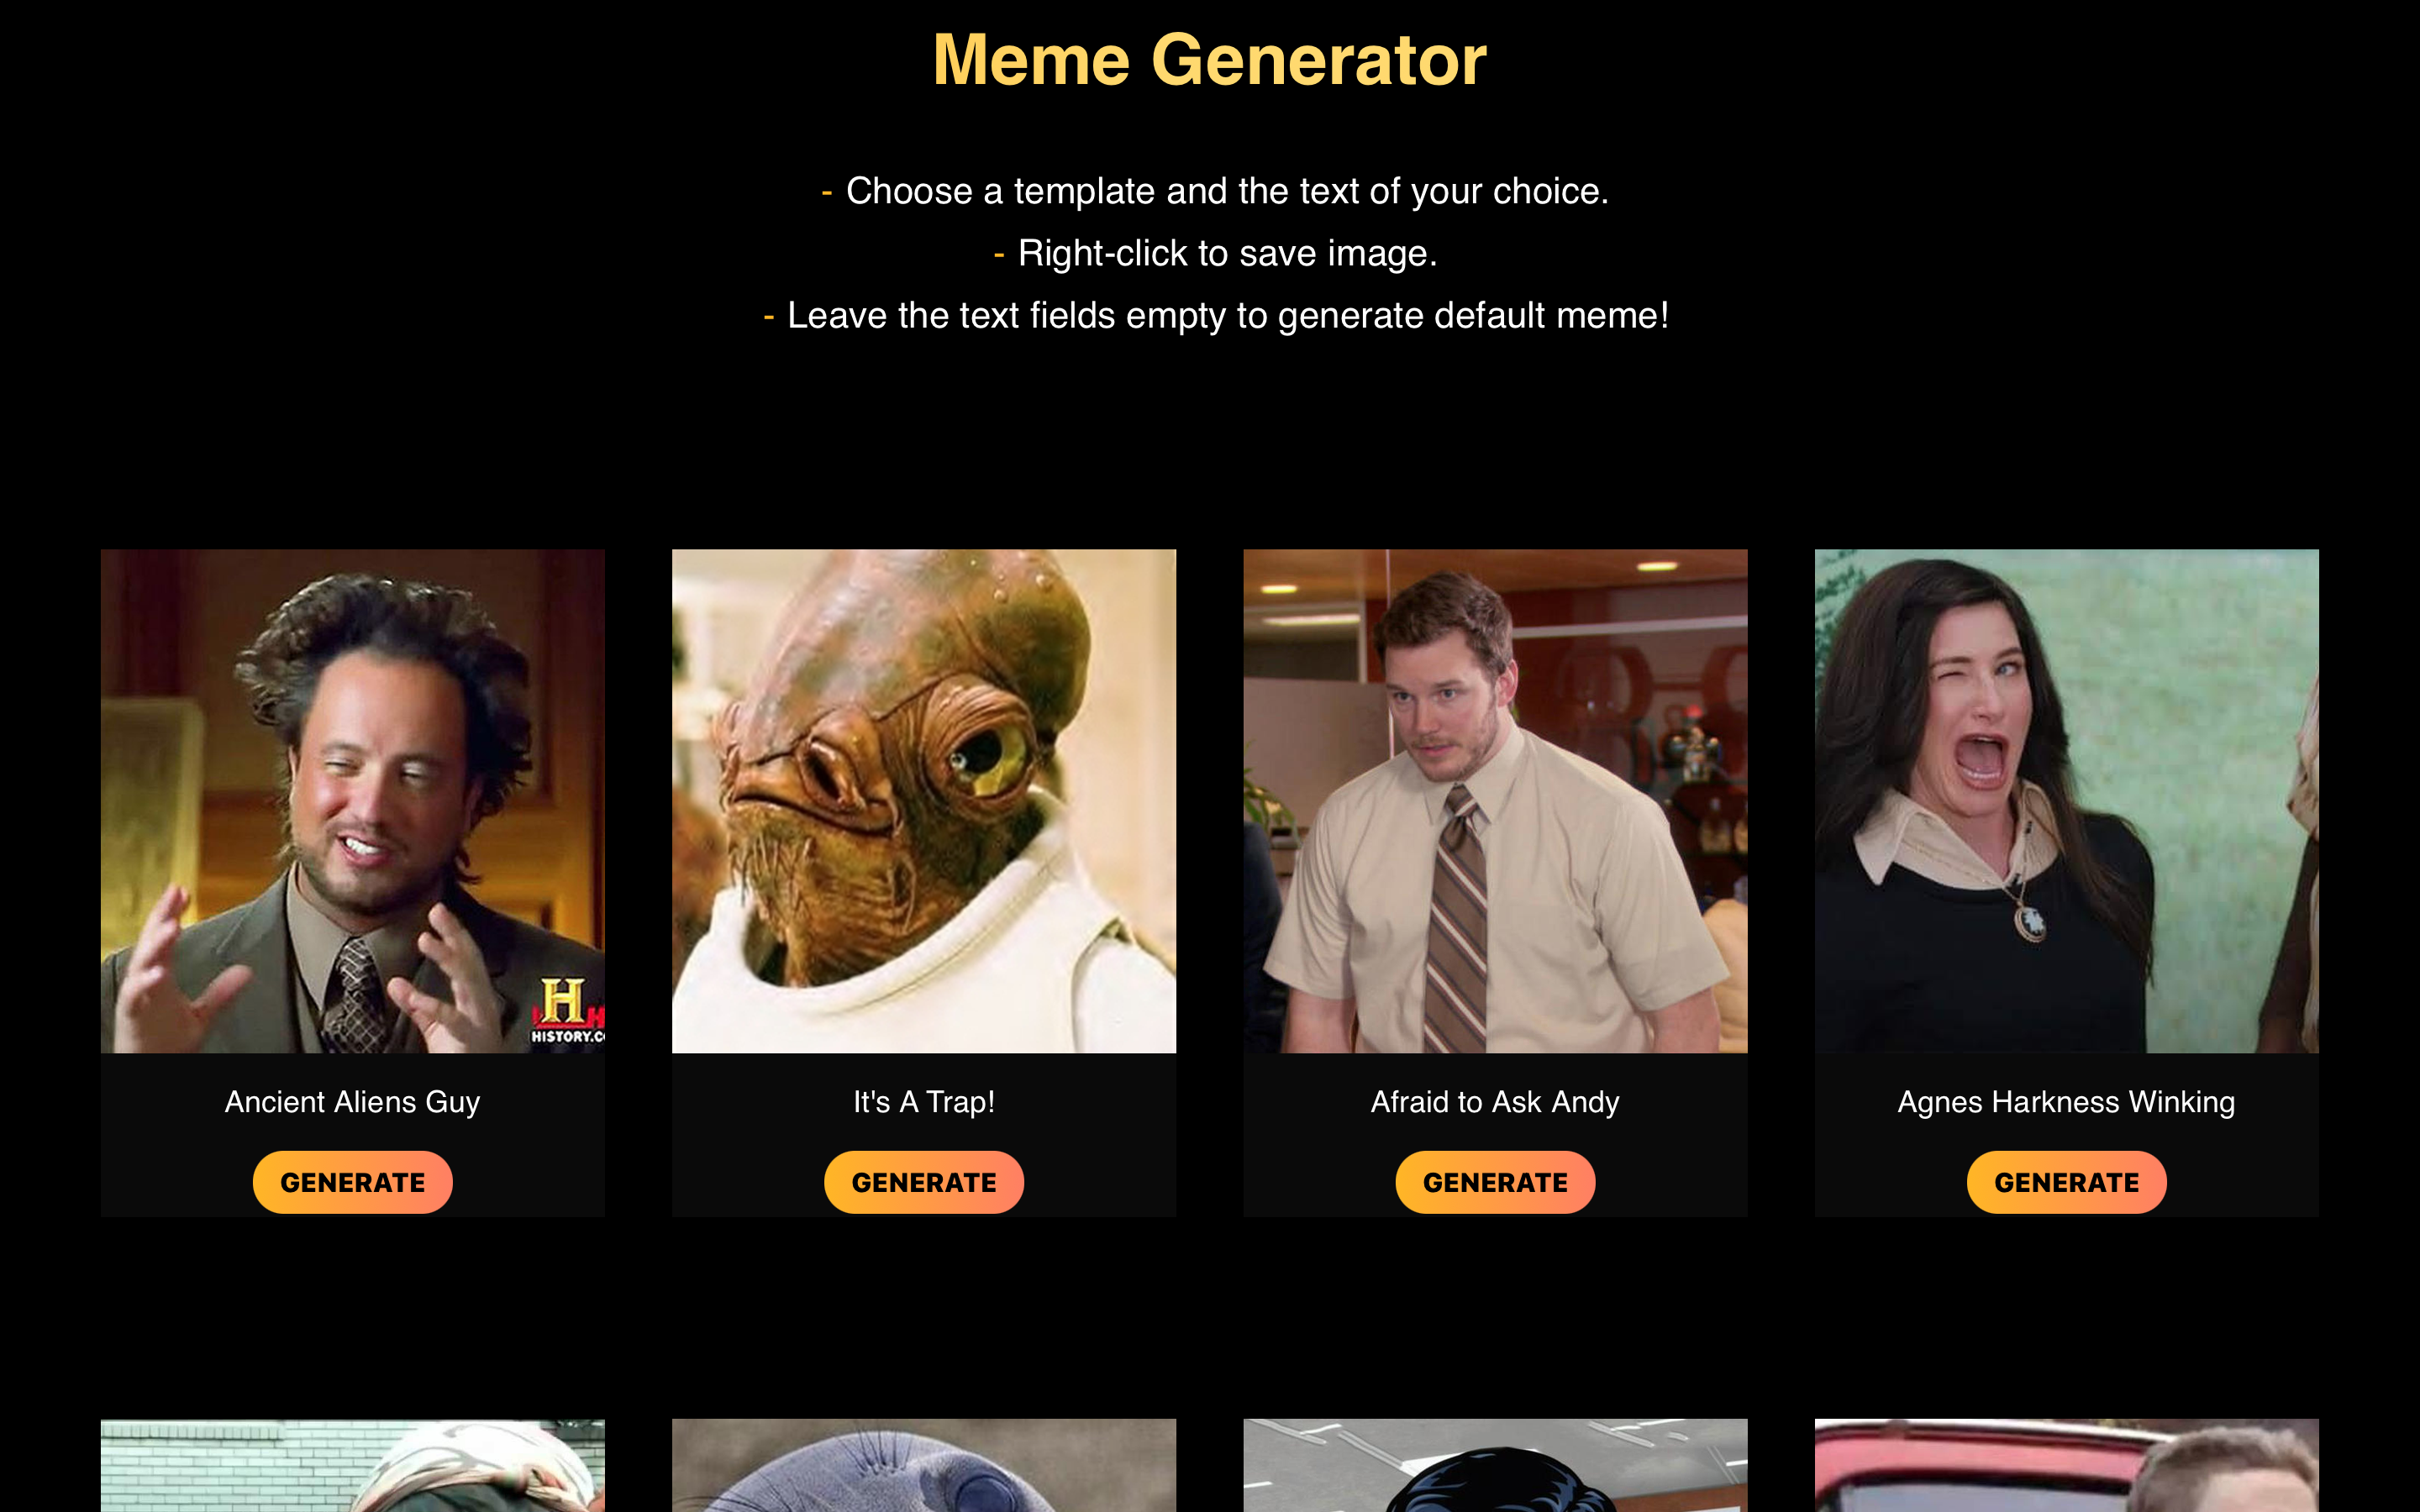 Meme Generator
- Choose a template and the text of your choice.
- Right-click to save image.
- Leave the text fields empty to generate default meme!
H
HISTORY.C
Ancient Aliens Guy
It's A Trap!
Afraid to Ask Andy
Agnes Harkness Winking
GENERATE
GENERATE
GENERATE
GENERATE